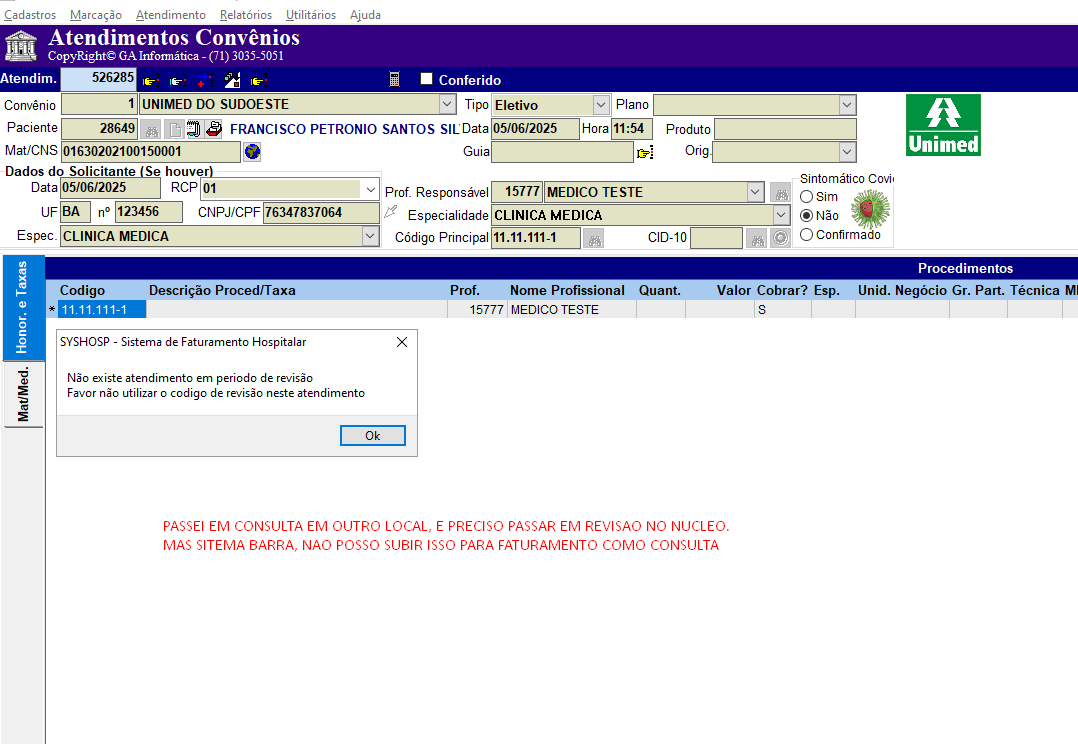 Cadastros Marcação Atendimento Relatórios Utilitários Ajuda
Atendimentos Convênios
CopyRight© GA Informática - (71) 3035-5051
Atendim. 526285 Conferido
Convênio 1 UNIMED DO SUDOESTE Tipo Eletivo Plano
Paciente 28649 FRANCISCO PETRONIO SANTOS SIL Data 05/06/2025 Hora 11:54 Produto
Unimed
Mat/CNS 01630202100150001 Guia Orig.
Dados do Solicitante (Se houver)
Data 05/06/2025 RCP 01 Prof. Responsável 15777 MEDICO TESTE
Sintomático Covi
Sim
UF BA nº 123456 CNPJ/CPF 76347837064 Especialidade CLINICA MEDICA Não
Espec. CLINICA MEDICA Código Principal 11.11.111-1 CID-10 Confirmado
Honor. e Taxas
Mat/Med.
Procedimentos
Codigo Descrição Proced/Taxa Prof. Nome Profissional Quant. Valor Cobrar? Esp. Unid. Negócio Gr. Part. Técnica M
* 11.11.111-1 15777 MEDICO TESTE S
SYSHOSP - Sistema de Faturamento Hospitalar
Não existe atendimento em periodo de revisão
Favor não utilizar o codigo de revisão neste atendimento
Ok
PASSEI EM CONSULTA EM OUTRO LOCAL, E PRECISO PASSAR EM REVISAO NO NUCLEO.
MAS SITEMA BARRA, NAO POSSO SUBIR ISSO PARA FATURAMENTO COMO CONSULTA